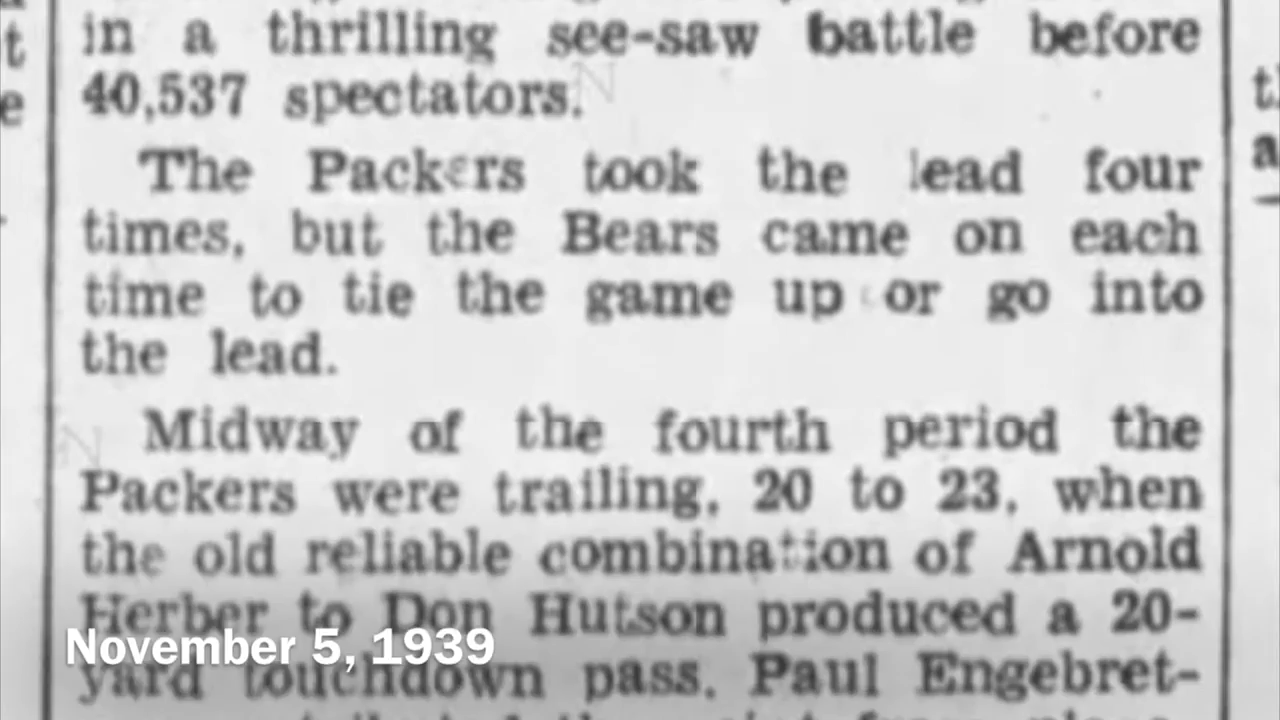 in a thrilling see-saw battle before
40,537 spectators.
The Packers took the lead four
times, but the Bears came on each
time to tie the game up or go into
the lead.
Midway of the fourth period the
Packers were trailing, 20 to 23, when
the old reliable combination of Arnold
Herber to Don Hutson produced a 20-
yard touchdown pass. Paul Engebret-
November 5, 1939